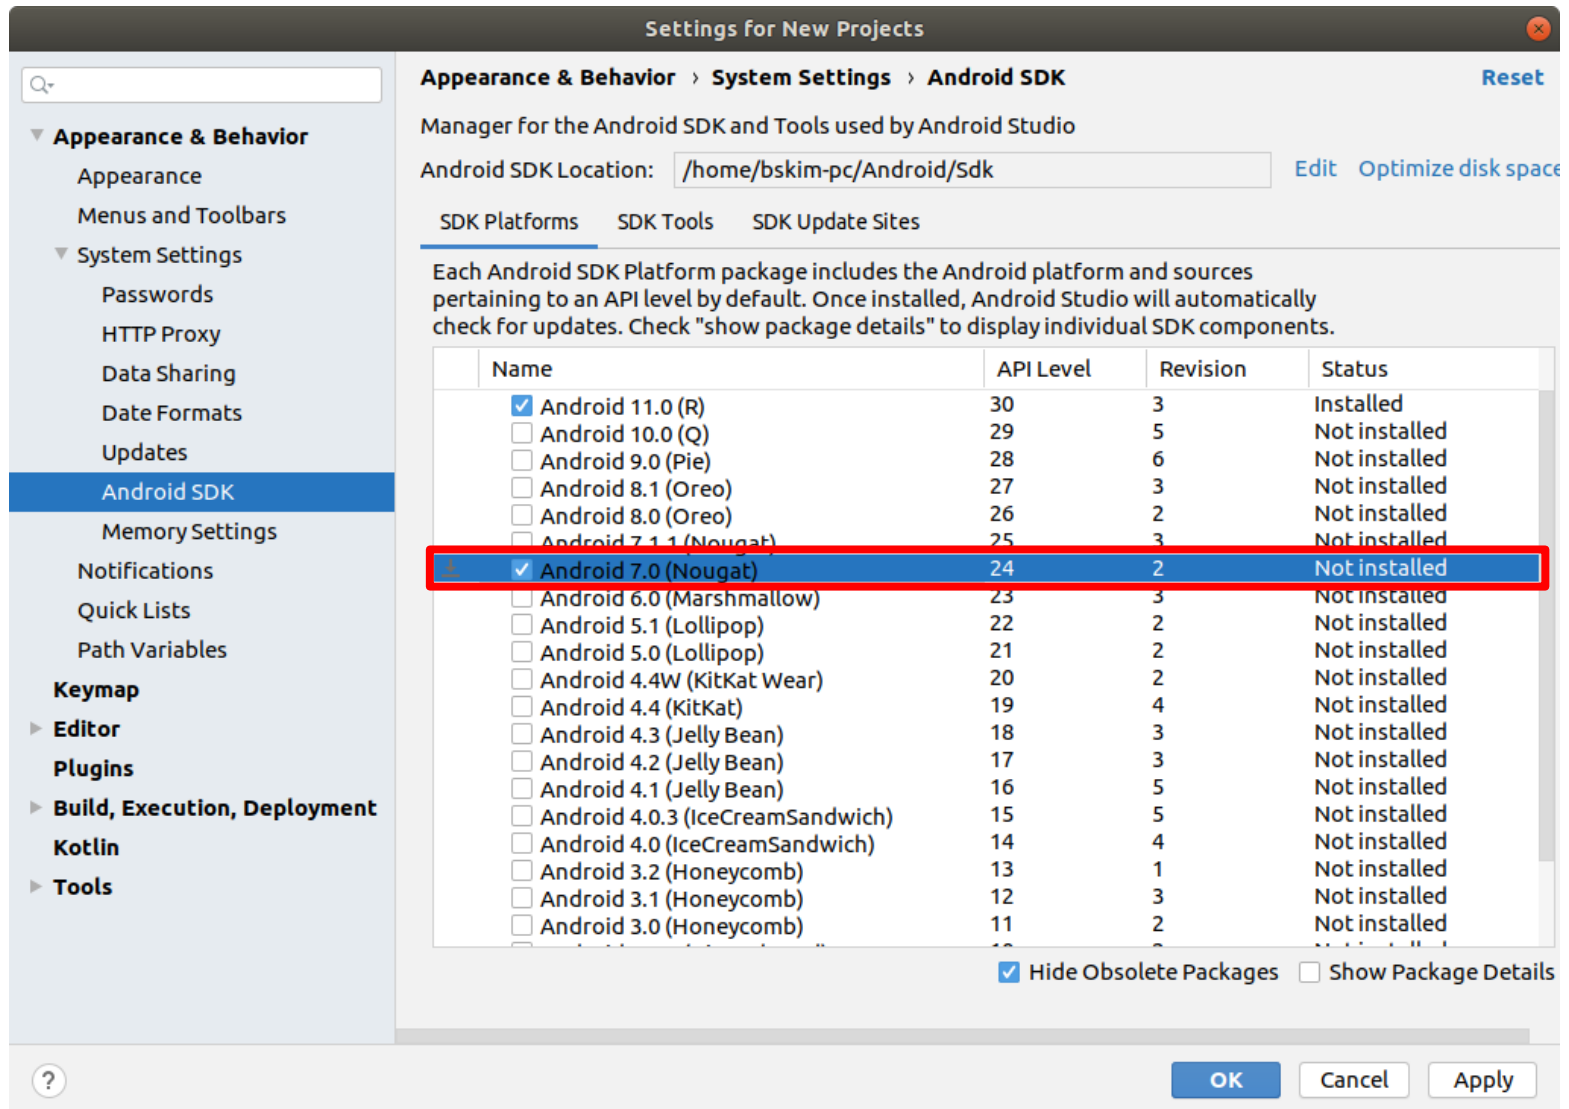 Settings for New Projects
Appearance & Behavior
Appearance
Menus and Toolbars
System Settings
Passwords
HTTP Proxy
Data Sharing
Date Formats
Updates
Android SDK
Memory Settings
Notifications
Quick Lists
Path Variables
Keymap
Editor
Plugins
Build, Execution, Deployment
Kotlin
Tools
Appearance & Behavior › System Settings › Android SDK Reset
Manager for the Android SDK and Tools used by Android Studio
Android SDK Location: /home/bskim-pc/Android/Sdk Edit Optimize disk space
SDK Platforms SDK Tools SDK Update Sites
Each Android SDK Platform package includes the Android platform and sources
pertaining to an API level by default. Once installed, Android Studio will automatically
check for updates. Check "show package details" to display individual SDK components.
Name API Level Revision Status
Android 11.0 (R) 30 3 Installed
Android 10.0 (Q) 29 5 Not installed
Android 9.0 (Pie) 28 6 Not installed
Android 8.1 (Oreo) 27 3 Not installed
Android 8.0 (Oreo) 26 2 Not installed
Android 7.1.1 (Nougat) 25 3 Not installed
Android 7.0 (Nougat) 24 2 Not installed
Android 6.0 (Marshmallow) 23 3 Not installed
Android 5.1 (Lollipop) 22 2 Not installed
Android 5.0 (Lollipop) 21 2 Not installed
Android 4.4W (KitKat Wear) 20 2 Not installed
Android 4.4 (KitKat) 19 4 Not installed
Android 4.3 (Jelly Bean) 18 3 Not installed
Android 4.2 (Jelly Bean) 17 3 Not installed
Android 4.1 (Jelly Bean) 16 5 Not installed
Android 4.0.3 (IceCreamSandwich) 15 5 Not installed
Android 4.0 (IceCreamSandwich) 14 4 Not installed
Android 3.2 (Honeycomb) 13 1 Not installed
Android 3.1 (Honeycomb) 12 3 Not installed
Android 3.0 (Honeycomb) 11 2 Not installed
Hide Obsolete Packages Show Package Details
? OK Cancel Apply